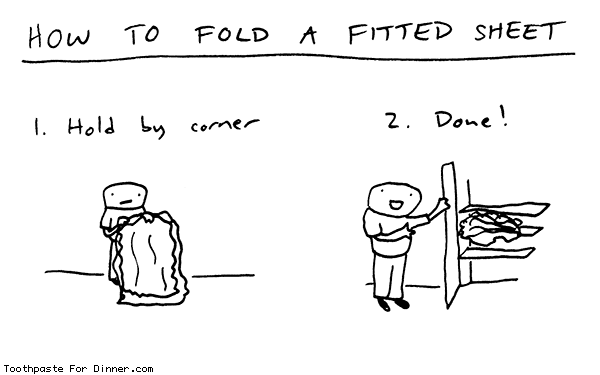 HOW TO FOLD A FITTED SHEET
1. Hold by corner
2. Done!
Toothpaste For Dinner.com